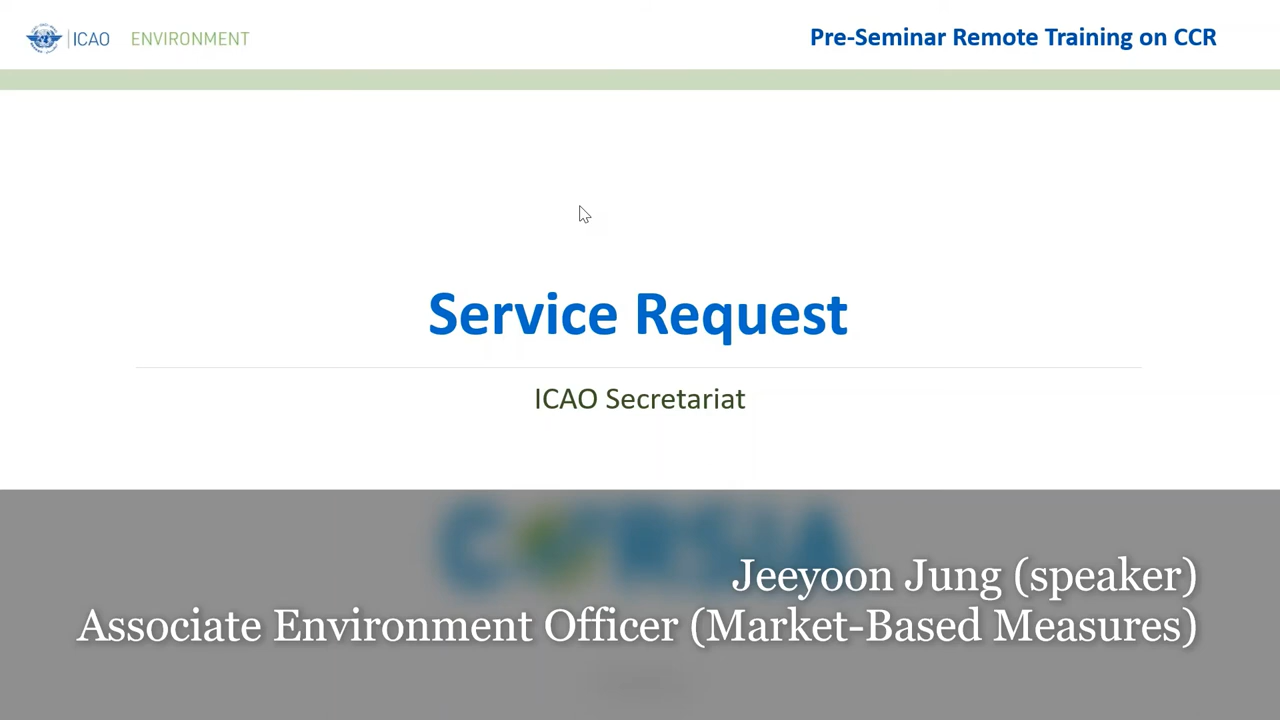 ICAO ENVIRONMENT
Pre-Seminar Remote Training on CCR
Service Request
ICAO Secretariat
CORSIA
Jeeyoon Jung (speaker)
Associate Environment Officer (Market-Based Measures)